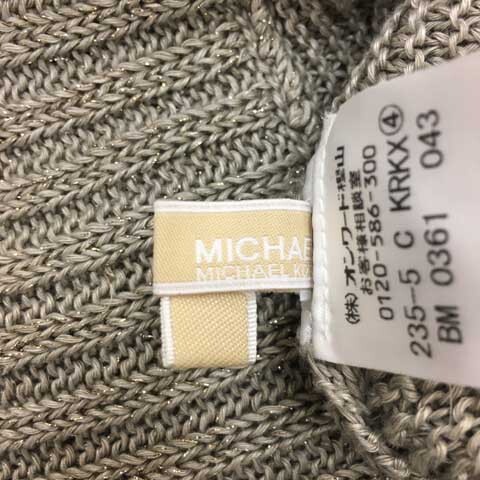 MICHAE
MICHAEL KO
(株)オンワード樫山
お客様相談室
0120-586-300
235-5 C KRKX④
BM 0361 043